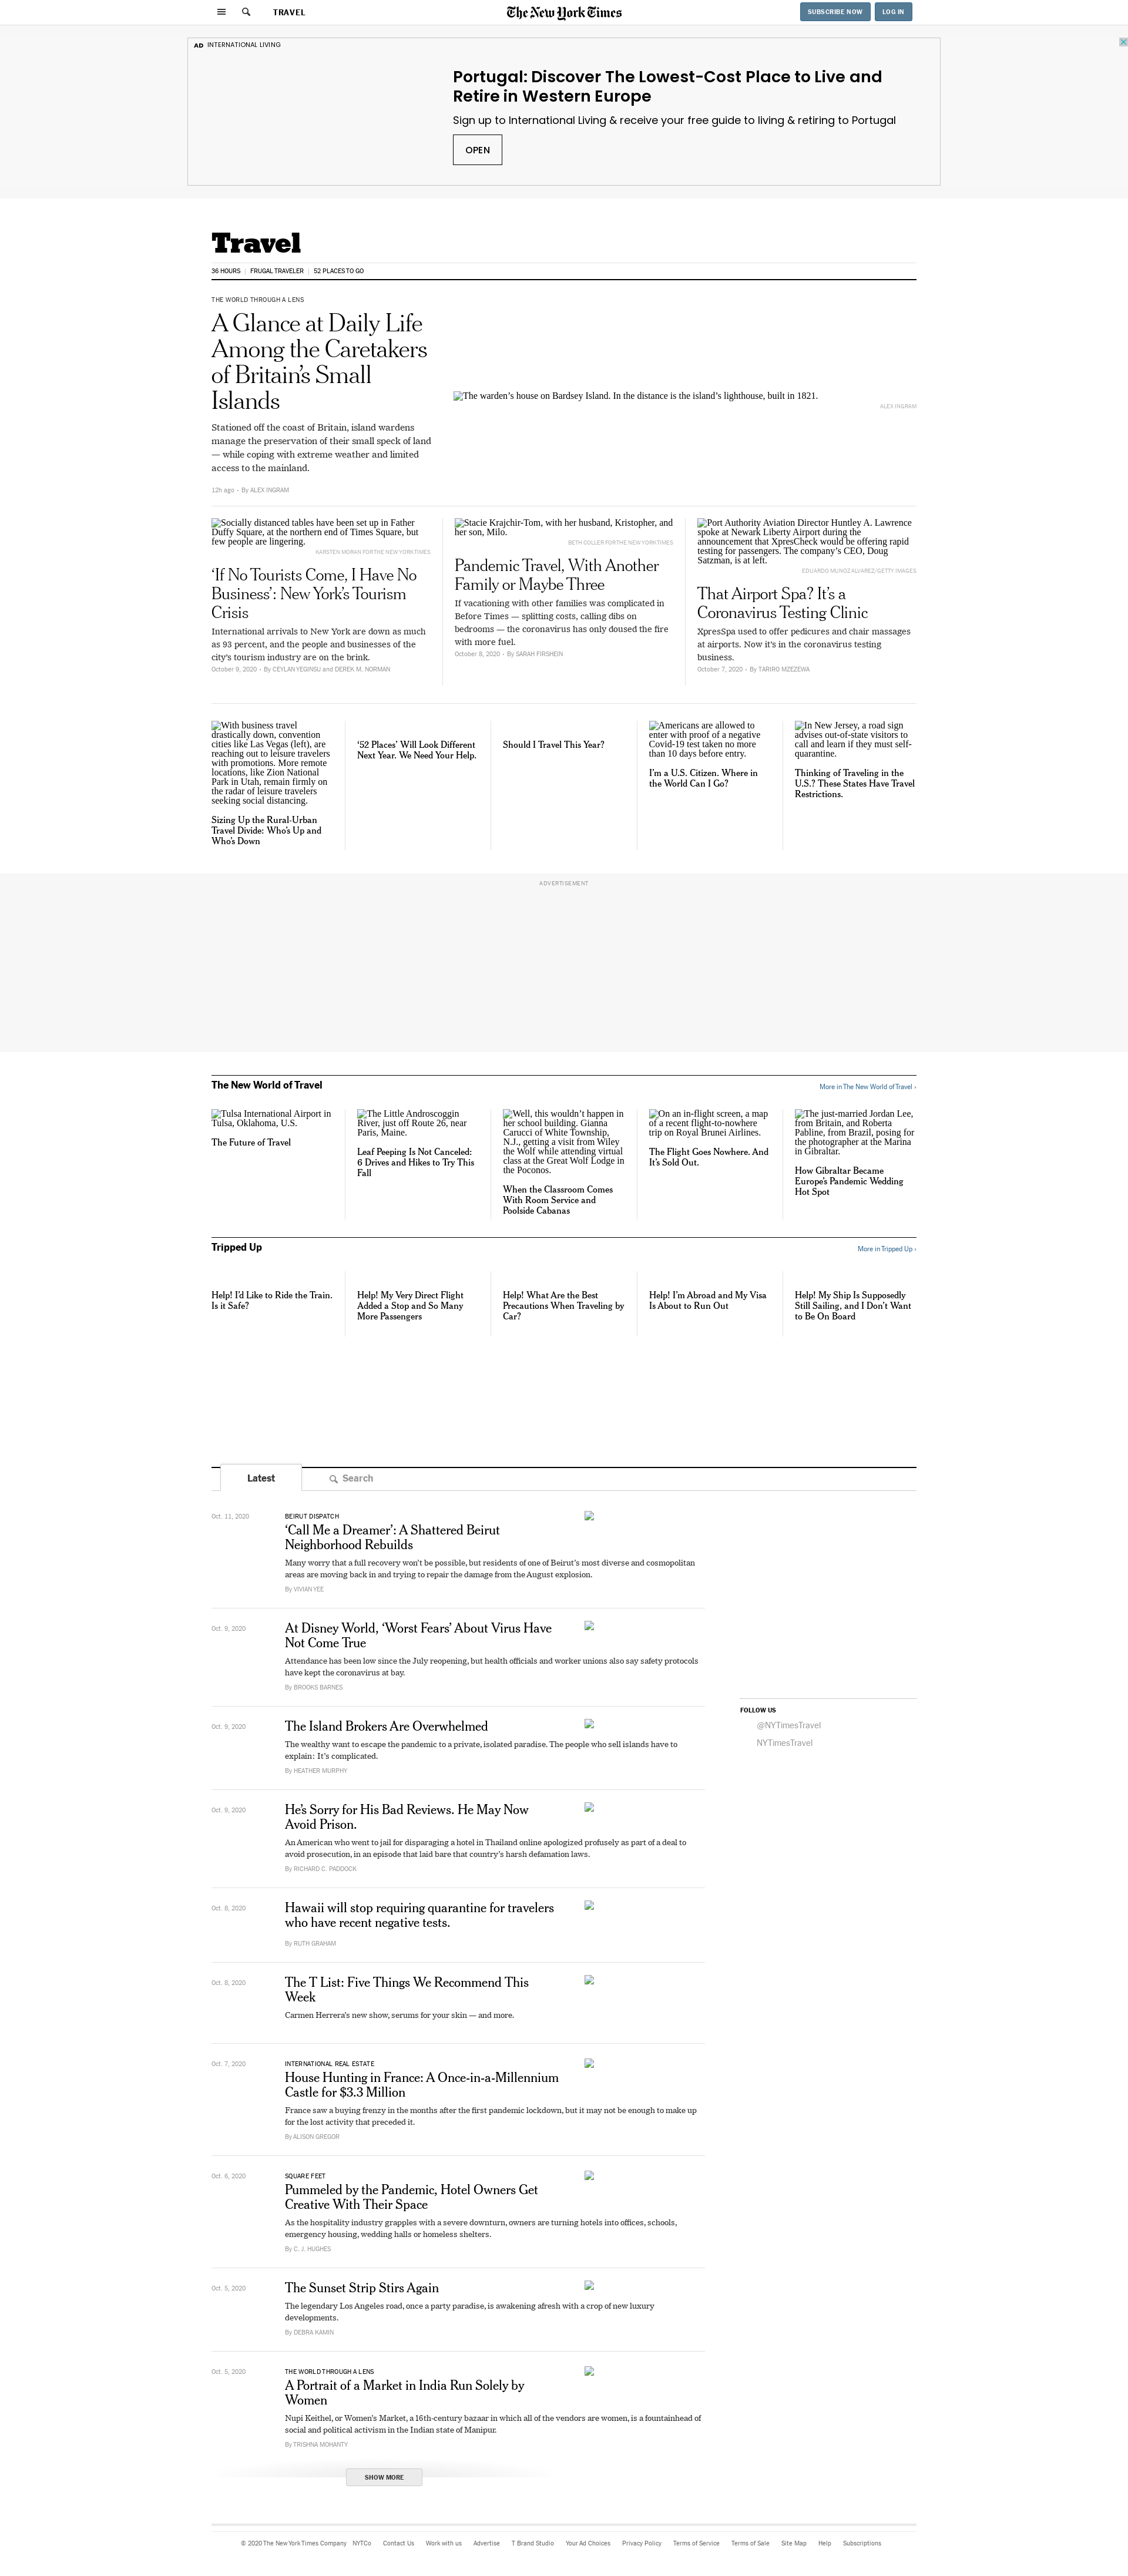 TRAVEL
The New York Times
SUBSCRIBE NOW
LOG IN
AD INTERNATIONAL LIVING
Portugal: Discover The Lowest-Cost Place to Live and
Retire in Western Europe
Sign up to International Living & receive your free guide to living & retiring to Portugal
OPEN
Travel
36 HOURS
FRUGAL TRAVELER
52 PLACES TO GO
THE WORLD THROUGH A LENS
A Glance at Daily Life
Among the Caretakers
of Britain’s Small
Islands
Stationed off the coast of Britain, island wardens
manage the preservation of their small speck of land
— while coping with extreme weather and limited
access to the mainland.
12h ago • By ALEX INGRAM
The warden’s house on Bardsey Island. In the distance is the island’s lighthouse, built in 1821.
ALEX INGRAM
Socially distanced tables have been set up in Father
Duffy Square, at the northern end of Times Square, but
few people are lingering.
KARSTEN MORAN FOR THE NEW YORK TIMES
‘If No Tourists Come, I Have No
Business’: New York’s Tourism
Crisis
International arrivals to New York are down as much
as 93 percent, and the people and businesses of the
city’s tourism industry are on the brink.
October 9, 2020 • By CEYLAN YEGINSU and DEREK M. NORMAN
Stacie Krajchir-Tom, with her husband, Kristopher, and
her son, Milo.
BETH COLLER FOR THE NEW YORK TIMES
Pandemic Travel, With Another
Family or Maybe Three
If vacationing with other families was complicated in
Before Times — splitting costs, calling dibs on
bedrooms — the coronavirus has only doused the fire
with more fuel.
October 8, 2020 • By SARAH FIRSHEIN
Port Authority Aviation Director Huntley A. Lawrence
spoke at Newark Liberty Airport during the
announcement that XpresCheck would be offering rapid
testing for passengers. The company’s CEO, Doug
Satzman, is at left.
EDUARDO MUNOZ ALVAREZ/GETTY IMAGES
That Airport Spa? It’s a
Coronavirus Testing Clinic
XpresSpa used to offer pedicures and chair massages
at airports. Now it’s in the coronavirus testing
business.
October 7, 2020 • By TARIRO MZEZEWA
With business travel
drastically down, convention
cities like Las Vegas (left), are
reaching out to leisure travelers
with promotions. More remote
locations, like Zion National
Park in Utah, remain firmly on
the radar of leisure travelers
seeking social distancing.
Sizing Up the Rural-Urban
Travel Divide: Who’s Up and
Who’s Down
‘52 Places’ Will Look Different
Next Year. We Need Your Help.
Should I Travel This Year?
Americans are allowed to
enter with proof of a negative
Covid-19 test taken no more
than 10 days before entry.
I’m a U.S. Citizen. Where in
the World Can I Go?
In New Jersey, a road sign
advises out-of-state visitors to
call and learn if they must self-
quarantine.
Thinking of Traveling in the
U.S.? These States Have Travel
Restrictions.
ADVERTISEMENT
The New World of Travel
More in The New World of Travel ›
Tulsa International Airport in
Tulsa, Oklahoma, U.S.
The Future of Travel
The Little Androscoggin
River, just off Route 26, near
Paris, Maine.
Leaf Peeping Is Not Canceled:
6 Drives and Hikes to Try This
Fall
Well, this wouldn’t happen in
her school building. Gianna
Carucci of White Township,
N.J., getting a visit from Wiley
the Wolf while attending virtual
class at the Great Wolf Lodge in
the Poconos.
When the Classroom Comes
With Room Service and
Poolside Cabanas
On an in-flight screen, a map
of a recent flight-to-nowhere
trip on Royal Brunei Airlines.
The Flight Goes Nowhere. And
It’s Sold Out.
The just-married Jordan Lee,
from Britain, and Roberta
Pabline, from Brazil, posing for
the photographer at the Marina
in Gibraltar.
How Gibraltar Became
Europe’s Pandemic Wedding
Hot Spot
Tripped Up
More in Tripped Up ›
Help! I’d Like to Ride the Train.
Is it Safe?
Help! My Very Direct Flight
Added a Stop and So Many
More Passengers
Help! What Are the Best
Precautions When Traveling by
Car?
Help! I’m Abroad and My Visa
Is About to Run Out
Help! My Ship Is Supposedly
Still Sailing, and I Don’t Want
to Be On Board
Latest
Search
Oct. 11, 2020
BEIRUT DISPATCH
‘Call Me a Dreamer’: A Shattered Beirut
Neighborhood Rebuilds
Many worry that a full recovery won’t be possible, but residents of one of Beirut’s most diverse and cosmopolitan
areas are moving back in and trying to repair the damage from the August explosion.
By VIVIAN YEE
Oct. 9, 2020
At Disney World, ‘Worst Fears’ About Virus Have
Not Come True
Attendance has been low since the July reopening, but health officials and worker unions also say safety protocols
have kept the coronavirus at bay.
By BROOKS BARNES
FOLLOW US
@NYTimesTravel
NYTimesTravel
Oct. 9, 2020
The Island Brokers Are Overwhelmed
The wealthy want to escape the pandemic to a private, isolated paradise. The people who sell islands have to
explain: It’s complicated.
By HEATHER MURPHY
Oct. 9, 2020
He’s Sorry for His Bad Reviews. He May Now
Avoid Prison.
An American who went to jail for disparaging a hotel in Thailand online apologized profusely as part of a deal to
avoid prosecution, in an episode that laid bare that country’s harsh defamation laws.
By RICHARD C. PADDOCK
Oct. 8, 2020
Hawaii will stop requiring quarantine for travelers
who have recent negative tests.
By RUTH GRAHAM
Oct. 8, 2020
The T List: Five Things We Recommend This
Week
Carmen Herrera’s new show, serums for your skin — and more.
Oct. 7, 2020
INTERNATIONAL REAL ESTATE
House Hunting in France: A Once-in-a-Millennium
Castle for $3.3 Million
France saw a buying frenzy in the months after the first pandemic lockdown, but it may not be enough to make up
for the lost activity that preceded it.
By ALISON GREGOR
Oct. 6, 2020
SQUARE FEET
Pummeled by the Pandemic, Hotel Owners Get
Creative With Their Space
As the hospitality industry grapples with a severe downturn, owners are turning hotels into offices, schools,
emergency housing, wedding halls or homeless shelters.
By C. J. HUGHES
Oct. 5, 2020
The Sunset Strip Stirs Again
The legendary Los Angeles road, once a party paradise, is awakening afresh with a crop of new luxury
developments.
By DEBRA KAMIN
Oct. 5, 2020
THE WORLD THROUGH A LENS
A Portrait of a Market in India Run Solely by
Women
Nupi Keithel, or Women’s Market, a 16th-century bazaar in which all of the vendors are women, is a fountainhead of
social and political activism in the Indian state of Manipur.
By TRISHNA MOHANTY
SHOW MORE
© 2020 The New York Times Company
NYTCo
Contact Us
Work with us
Advertise
T Brand Studio
Your Ad Choices
Privacy Policy
Terms of Service
Terms of Sale
Site Map
Help
Subscriptions